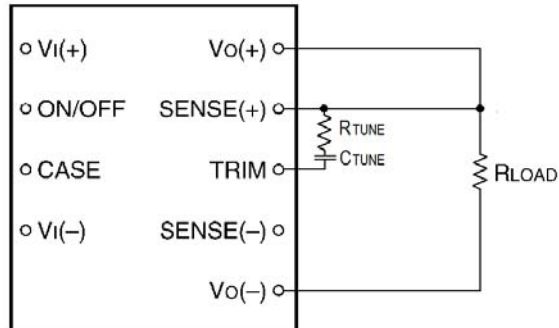 VI(+) VO(+)
ON/OFF SENSE(+)
RTUNE
CTUNE
CASE TRIM
RLOAD
VI(−) SENSE(−)
VO(−)